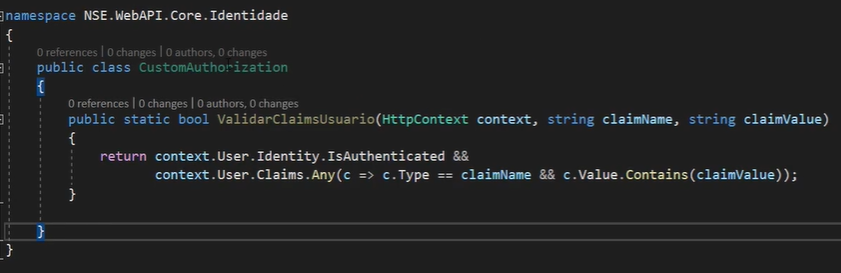 namespace NSE.WebAPI.Core.Identidade
{
0 references | 0 changes | 0 authors, 0 changes
public class CustomAuthorization
{
0 references | 0 changes | 0 authors, 0 changes
public static bool ValidarClaimsUsuario(HttpContext context, string claimName, string claimValue)
{
return context.User.Identity.IsAuthenticated &&
context.User.Claims.Any(c => c.Type == claimName && c.Value.Contains(claimValue));
}
}
}